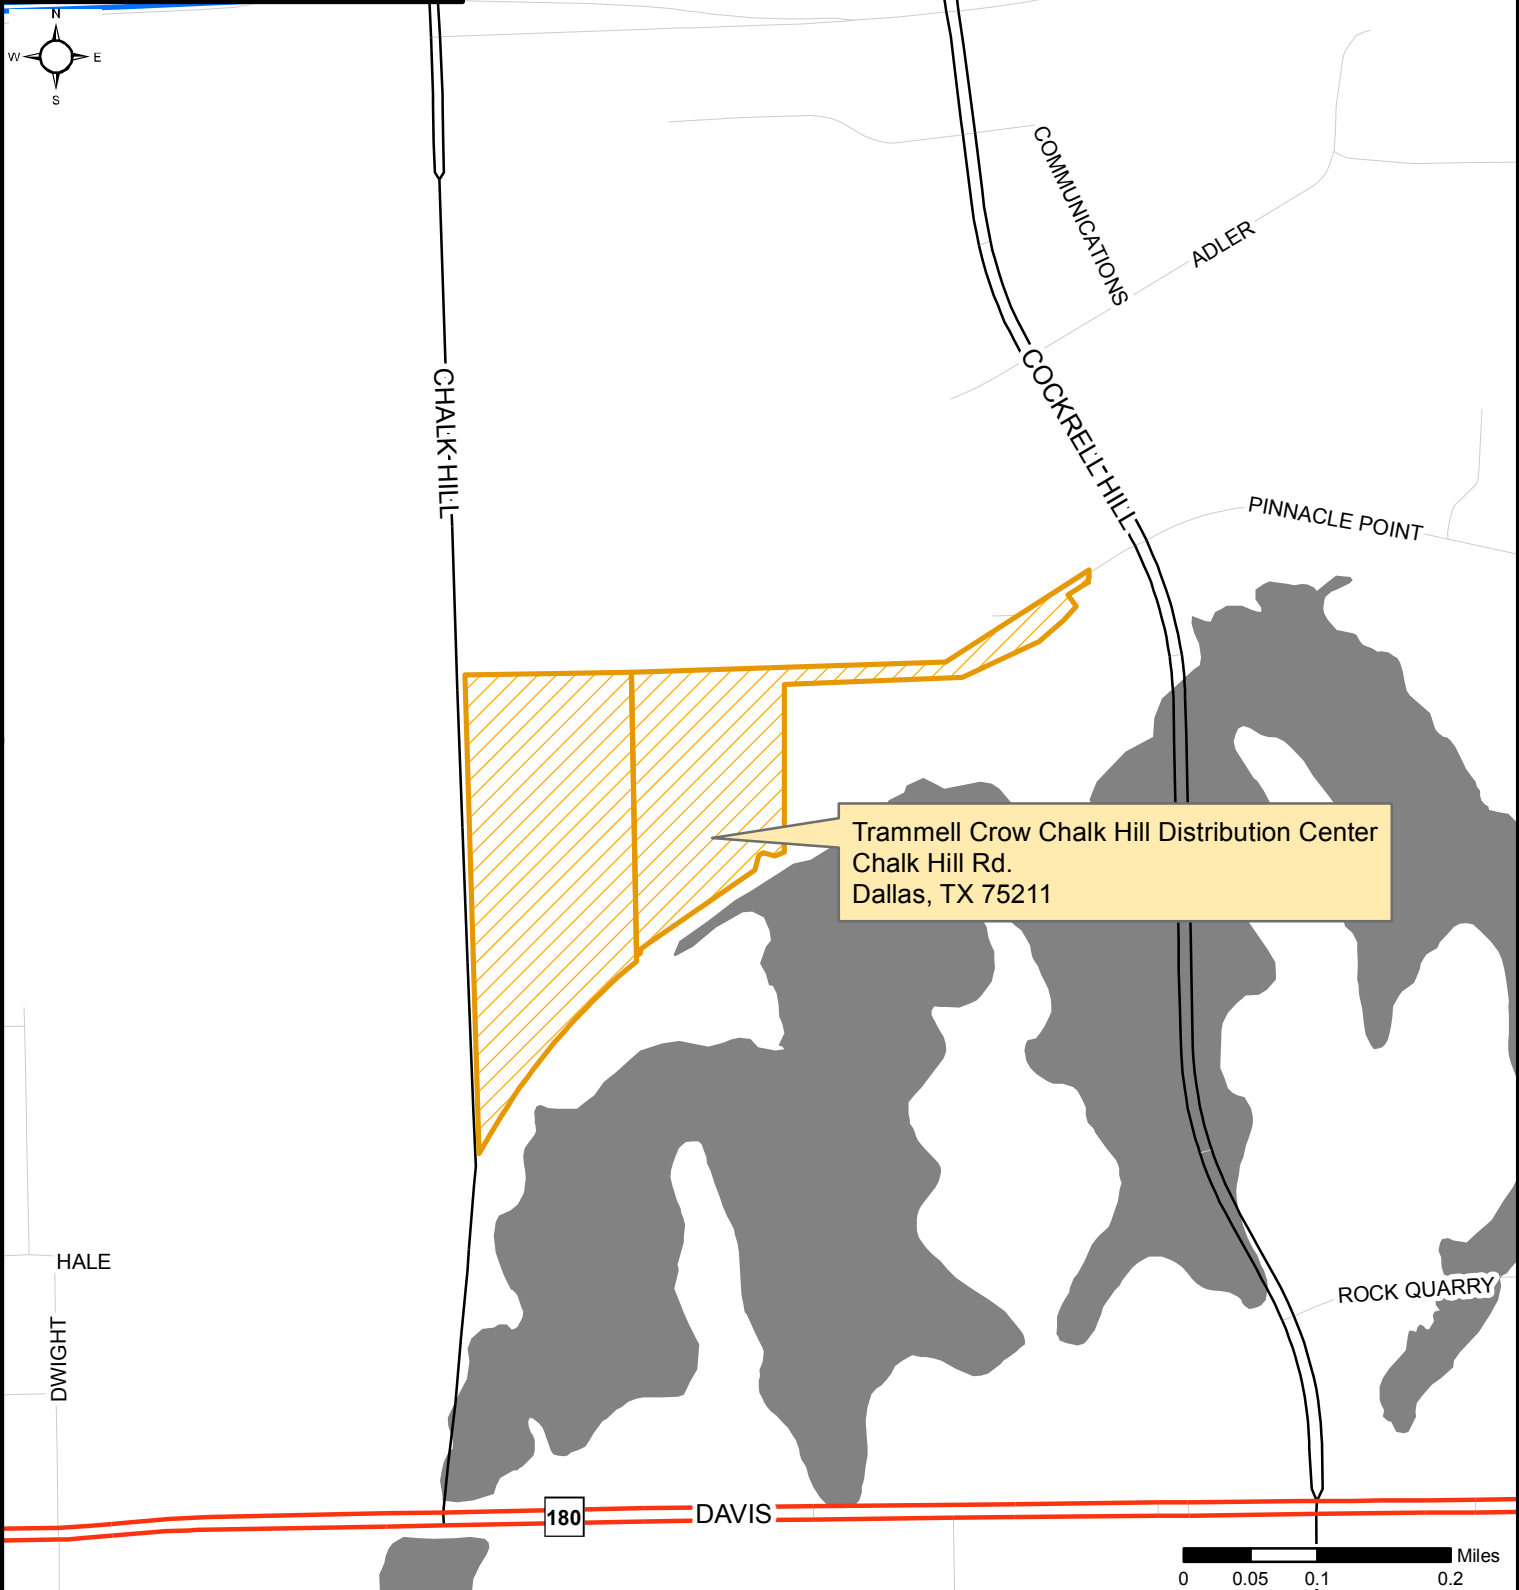 N
W E
S
COMMUNICATIONS
ADLER
CHALK HILL
COCKRELL HILL
PINNACLE POINT
Trammell Crow Chalk Hill Distribution Center
Chalk Hill Rd.
Dallas, TX 75211
HALE
DWIGHT
ROCK QUARRY
180
DAVIS
Miles
0 0.05 0.1 0.2